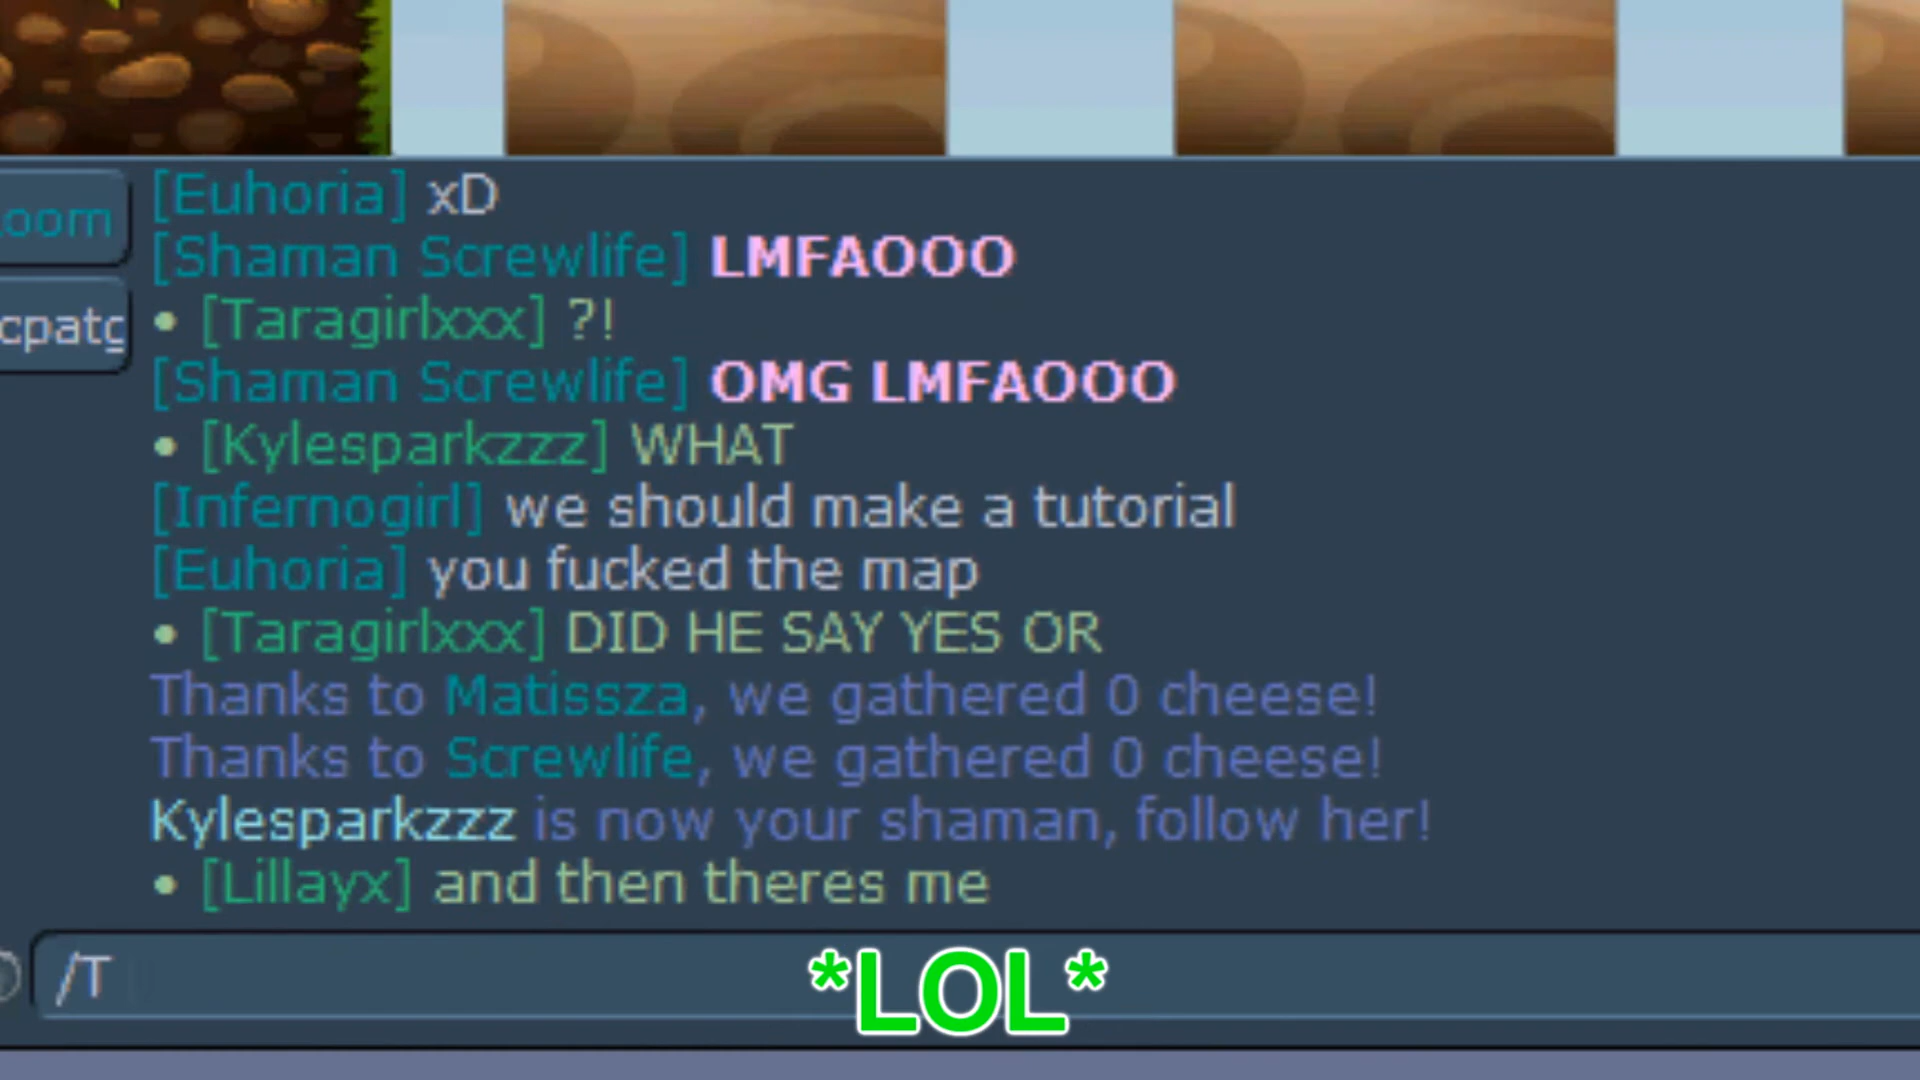 [Euhoria] xD
oom
[Shaman Screwlife] LMFAOOO
cpatg
• [Taragirlxxx] ?!
[Shaman Screwlife] OMG LMFAOOO
• [Kylesparkzzz] WHAT
[Infernogirl] we should make a tutorial
[Euhoria] you fucked the map
• [Taragirlxxx] DID HE SAY YES OR
Thanks to Matissza, we gathered 0 cheese!
Thanks to Screwlife, we gathered 0 cheese!
Kylesparkzzz is now your shaman, follow her!
• [Lillayx] and then theres me
/T
*LOL*